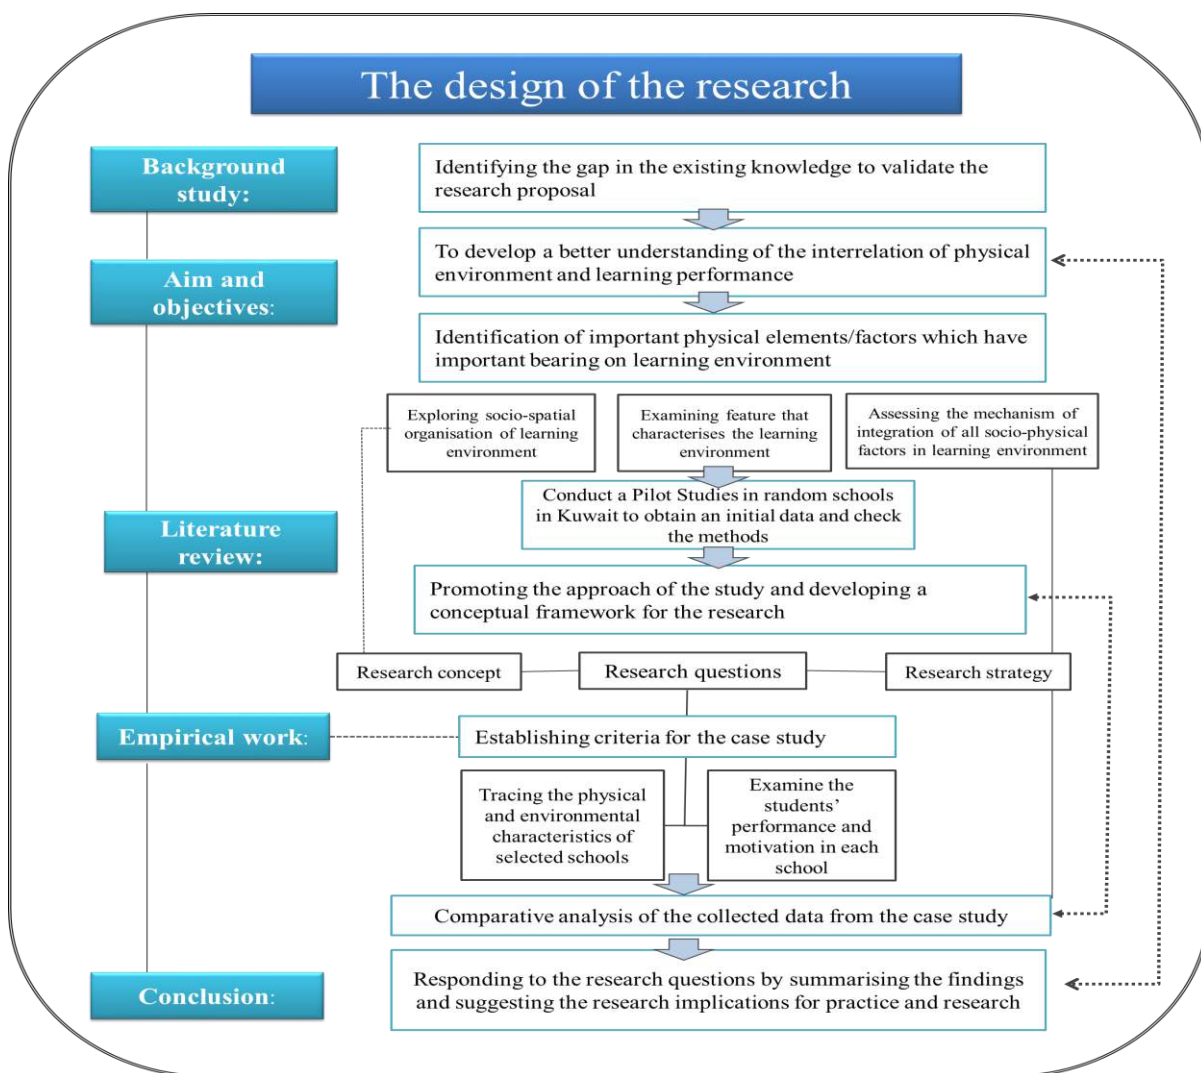 The design of the research
Background
study:
Identifying the gap in the existing knowledge to validate the
research proposal
To develop a better understanding of the interrelation of physical
environment and learning performance
Aim and
objectives:
Identification of important physical elements/factors which have
important bearing on learning environment
Exploring socio-spatial
organisation of learning
environment
Examining feature that
characterises the learning
environment
Assessing the mechanism of
integration of all socio-physical
factors in learning environment
Conduct a Pilot Studies in random schools
in Kuwait to obtain an initial data and check
the methods
Literature
review:
Promoting the approach of the study and developing a
conceptual framework for the research
Research concept
Research questions
Research strategy
Empirical work:
Establishing criteria for the case study
Tracing the physical
and environmental
characteristics of
selected schools
Examine the
students’
performance and
motivation in each
school
Comparative analysis of the collected data from the case study
Conclusion:
Responding to the research questions by summarising the findings
and suggesting the research implications for practice and research